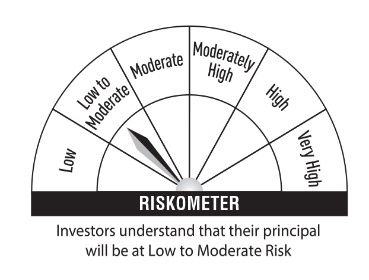 Low
Low to
Moderate
Moderate
Moderately
High
High
Very High
RISKOMETER
Investors understand that their principal
will be at Low to Moderate Risk